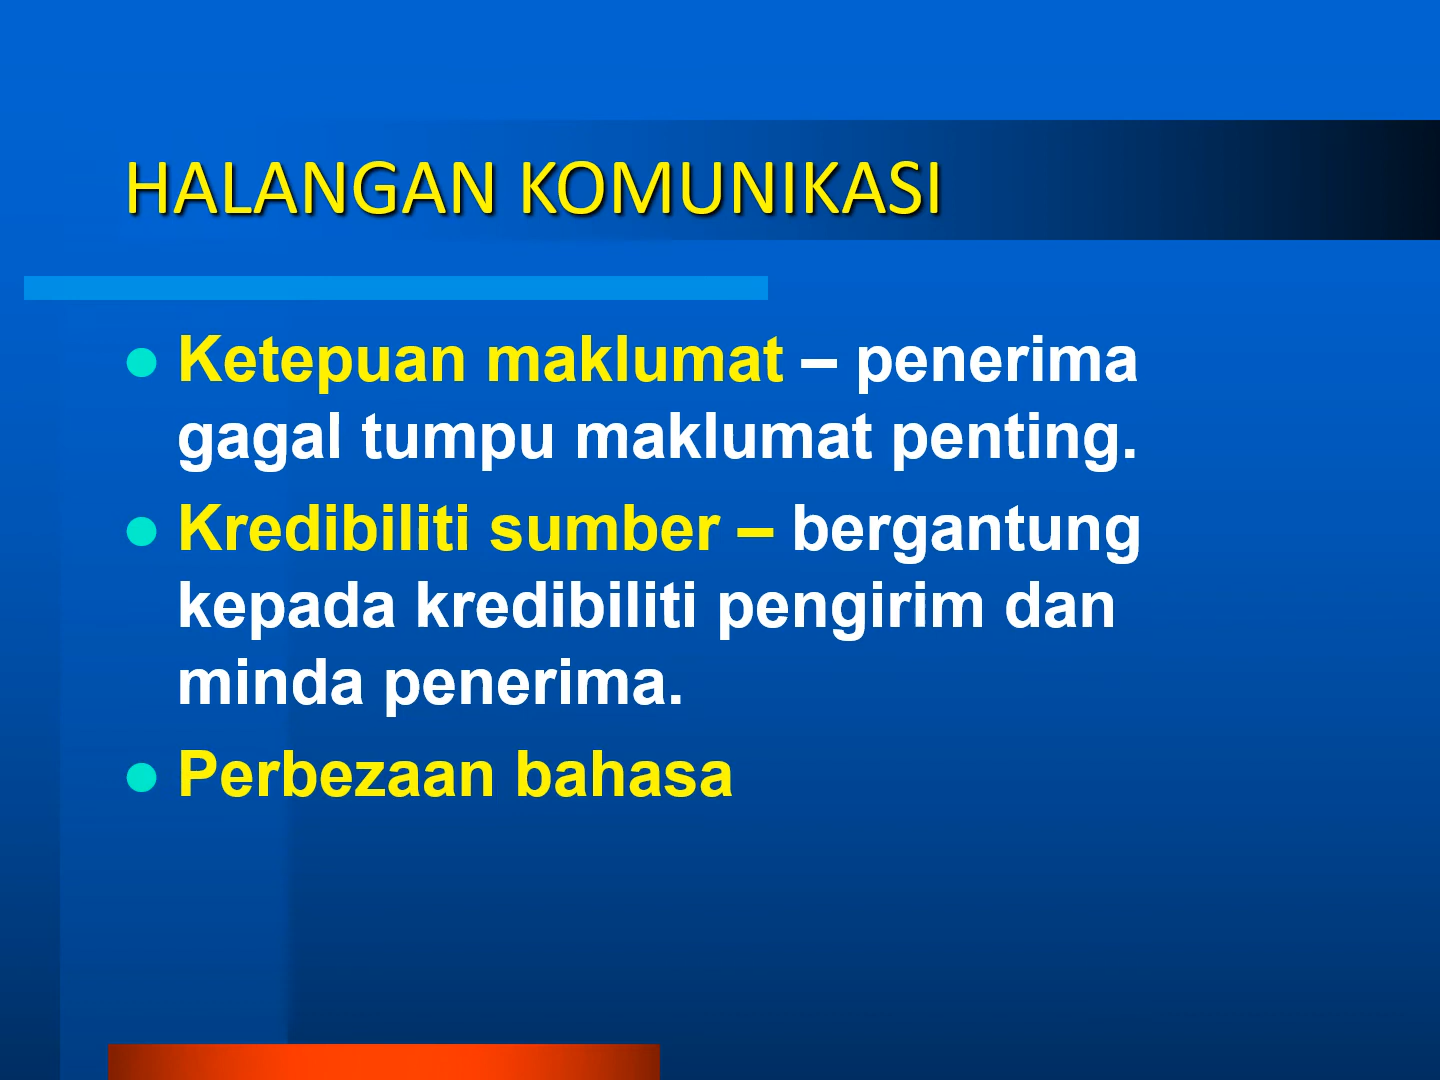 HALANGAN KOMUNIKASI
Ketepuan maklumat – penerima
gagal tumpu maklumat penting.
Kredibiliti sumber – bergantung
kepada kredibiliti pengirim dan
minda penerima.
Perbezaan bahasa